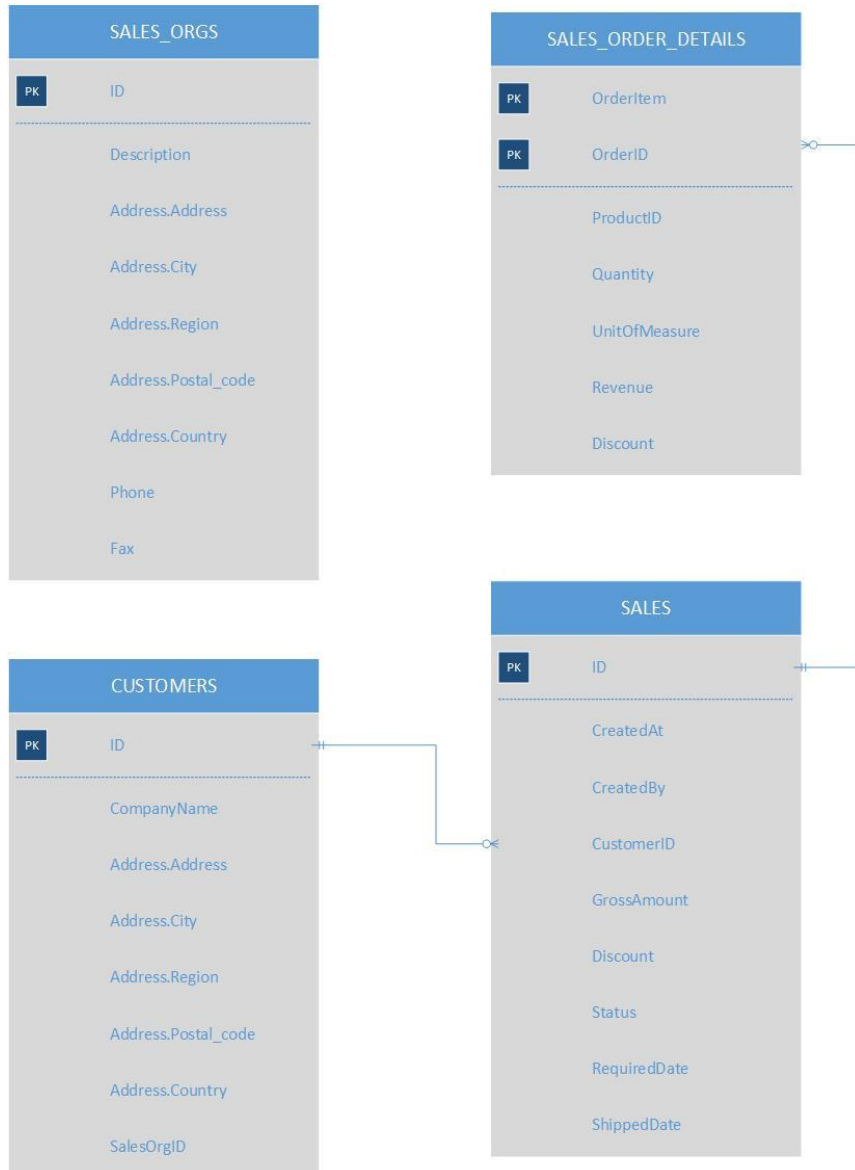 SALES_ORGS
PK ID
Description
Address.Address
Address.City
Address.Region
Address.Postal_code
Address.Country
Phone
Fax
SALES_ORDER_DETAILS
PK OrderItem
PK OrderID
ProductID
Quantity
UnitOfMeasure
Revenue
Discount
CUSTOMERS
PK ID
CompanyName
Address.Address
Address.City
Address.Region
Address.Postal_code
Address.Country
SalesOrgID
SALES
PK ID
CreatedAt
CreatedBy
CustomerID
GrossAmount
Discount
Status
RequiredDate
ShippedDate